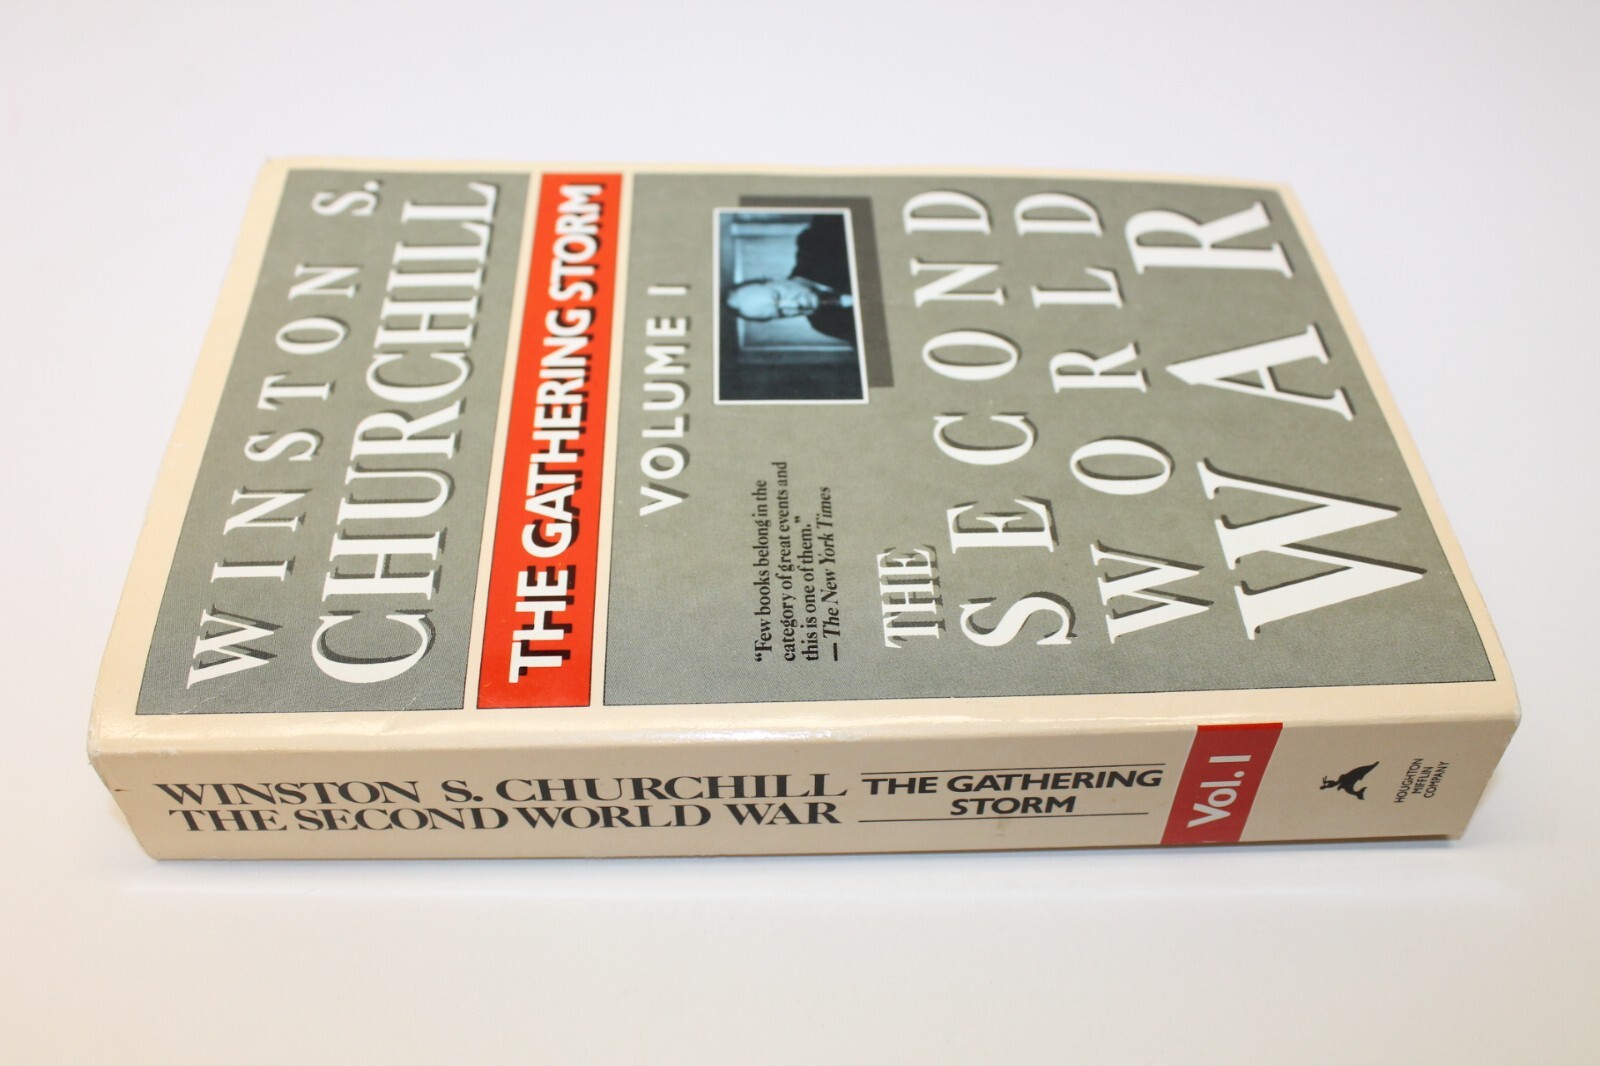 WINSTON S.
CHURCHILL
THE GATHERING STORM
VOLUME I
"Few books belong in the
category of great events and
this is one of them."
— The New York Times
THE
SECOND
WORLD
WAR
WINSTON S. CHURCHILL
THE SECOND WORLD WAR
THE GATHERING
STORM
Vol. I
HOUGHTON
MIFFLIN
COMPANY